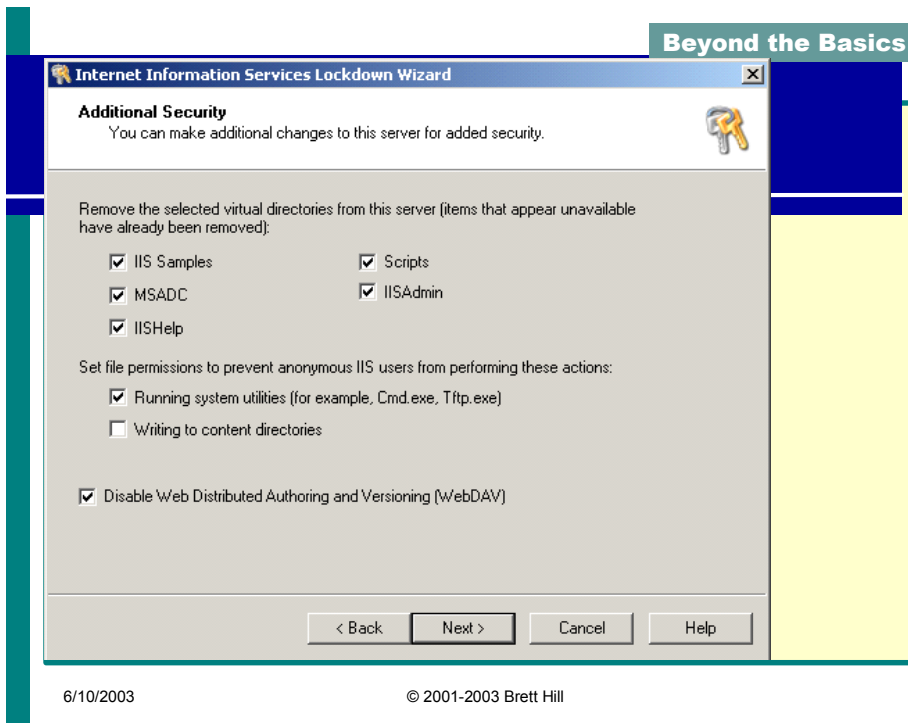 Beyond the Basics
Internet Information Services Lockdown Wizard
Additional Security
You can make additional changes to this server for added security.
Remove the selected virtual directories from this server (items that appear unavailable
have already been removed):
IIS Samples
Scripts
MSADC
IISAdmin
IISHelp
Set file permissions to prevent anonymous IIS users from performing these actions:
Running system utilities (for example, Cmd.exe, Tftp.exe)
Writing to content directories
Disable Web Distributed Authoring and Versioning (WebDAV)
< Back
Next >
Cancel
Help
6/10/2003
© 2001-2003 Brett Hill